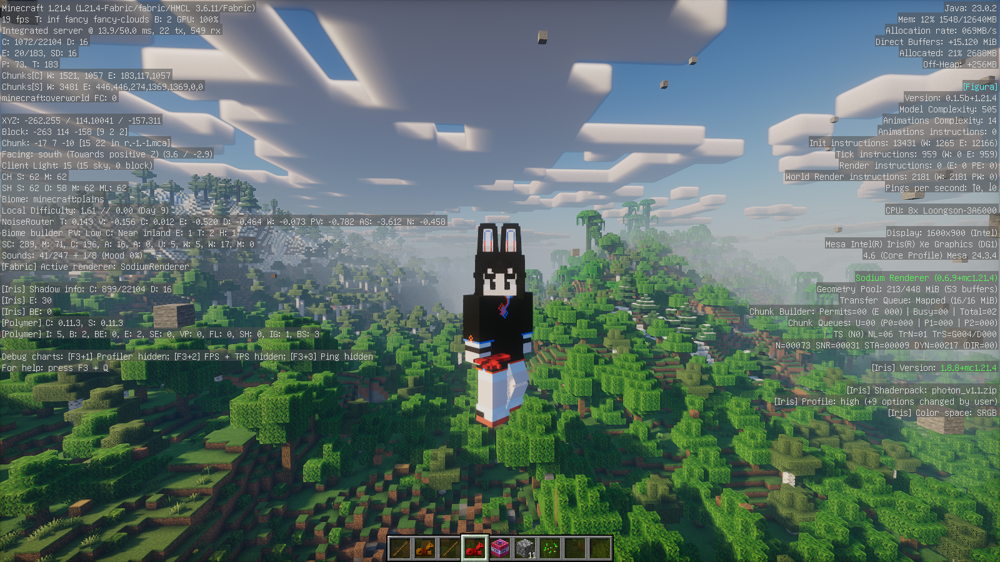 Minecraft 1.21.4 (1.21.4-Fabric/fabric/HMCL 3.6.11/Fabric)
19 fps T: inf fancy fancy-clouds B: 2 GPU: 100%
Integrated server @ 13.9/50.0 ms, 22 tx, 549 rx
C: 1072/22104 D: 16
E: 20/183, SD: 16
P: 73. T: 183
Chunks[C] W: 1521, 1057 E: 183,117,1057
Chunks[S] W: 3481 E: 446,446,274,1369,1369,0,0
minecraft:overworld FC: 0
XYZ: -262.255 / 114.10041 / -157.311
Block: -263 114 -158 [9 2 2]
Chunk: -17 7 -10 [15 22 in r.-1.-1.mca]
Facing: south (Towards positive Z) (3.6 / -2.9)
Client Light: 15 (15 sky, 0 block)
CH S: 62 M: 62
SH S: 62 O: 58 M: 62 ML: 62
Biome: minecraft:plains
Local Difficulty: 1.61 // 0.00 (Day 9)
NoiseRouter T: 0.143 V: -0.156 C: 0.012 E: -0.520 D: -0.464 W: -0.073 PV: -0.782 AS: -3.612 N: -0.458
Biome builder PV: Low C: Near inland E: 1 T: 2 H: 1
SC: 289, M: 71, C: 196, A: 16, A: 0, U: 5, W: 5, W: 17, M: 0
Sounds: 41/247 + 1/8 (Mood 0%)
[Fabric] Active renderer: SodiumRenderer
[Iris] Shadow info: C: 899/22104 D: 16
[Iris] E: 30
[Iris] BE: 0
[Polymer] C: 0.11.3, S: 0.11.3
[Polymer] I: 5, B: 2, BE: 0, E: 2, SE: 0, VP: 0, FL: 0, SH: 0, IG: 1, BS: 3
Debug charts: [F3+1] Profiler hidden; [F3+2] FPS + TPS hidden; [F3+3] Ping hidden
For help: press F3 + Q
Java: 23.0.2
Mem: 12% 1548/12640MB
Allocation rate: 069MB/s
Direct Buffers: +15.120 MiB
Allocated: 21% 2688MB
Off-Heap: +256MB
[Figura]
Version: 0.1.5b+1.21.4
Model Complexity: 505
Animations Complexity: 14
Animations instructions: 0
Init instructions: 13431 (W: 1265 E: 12166)
Tick instructions: 959 (W: 0 E: 959)
Render instructions: 0 (E: 0 PE: 0)
World Render instructions: 2181 (W: 2181 PW: 0)
Pings per second: ↑0, ↓0
CPU: 8x Loongson-3A6000
Display: 1600x900 (Intel)
Mesa Intel(R) Iris(R) Xe Graphics (DG1)
4.6 (Core Profile) Mesa 24.3.4
Sodium Renderer (0.6.9+mc1.21.4)
Geometry Pool: 213/448 MiB (53 buffers)
Transfer Queue: Mapped (16/16 MiB)
Chunk Builder: Permits=00 (E 000) | Busy=00 | Total=02
Chunk Queues: U=00 (P0=000 | P1=000 | P2=000)
TS (N0) NL=06 TrN=01 TrS=G004/D000
N=00073 SNR=00031 STA=00009 DYN=00217 (DIR=00)
[Iris] Version: 1.8.8+mc1.21.4
[Iris] Shaderpack: photon_v1.1.zip
[Iris] Profile: high (+9 options changed by user)
[Iris] Color space: SRGB
11